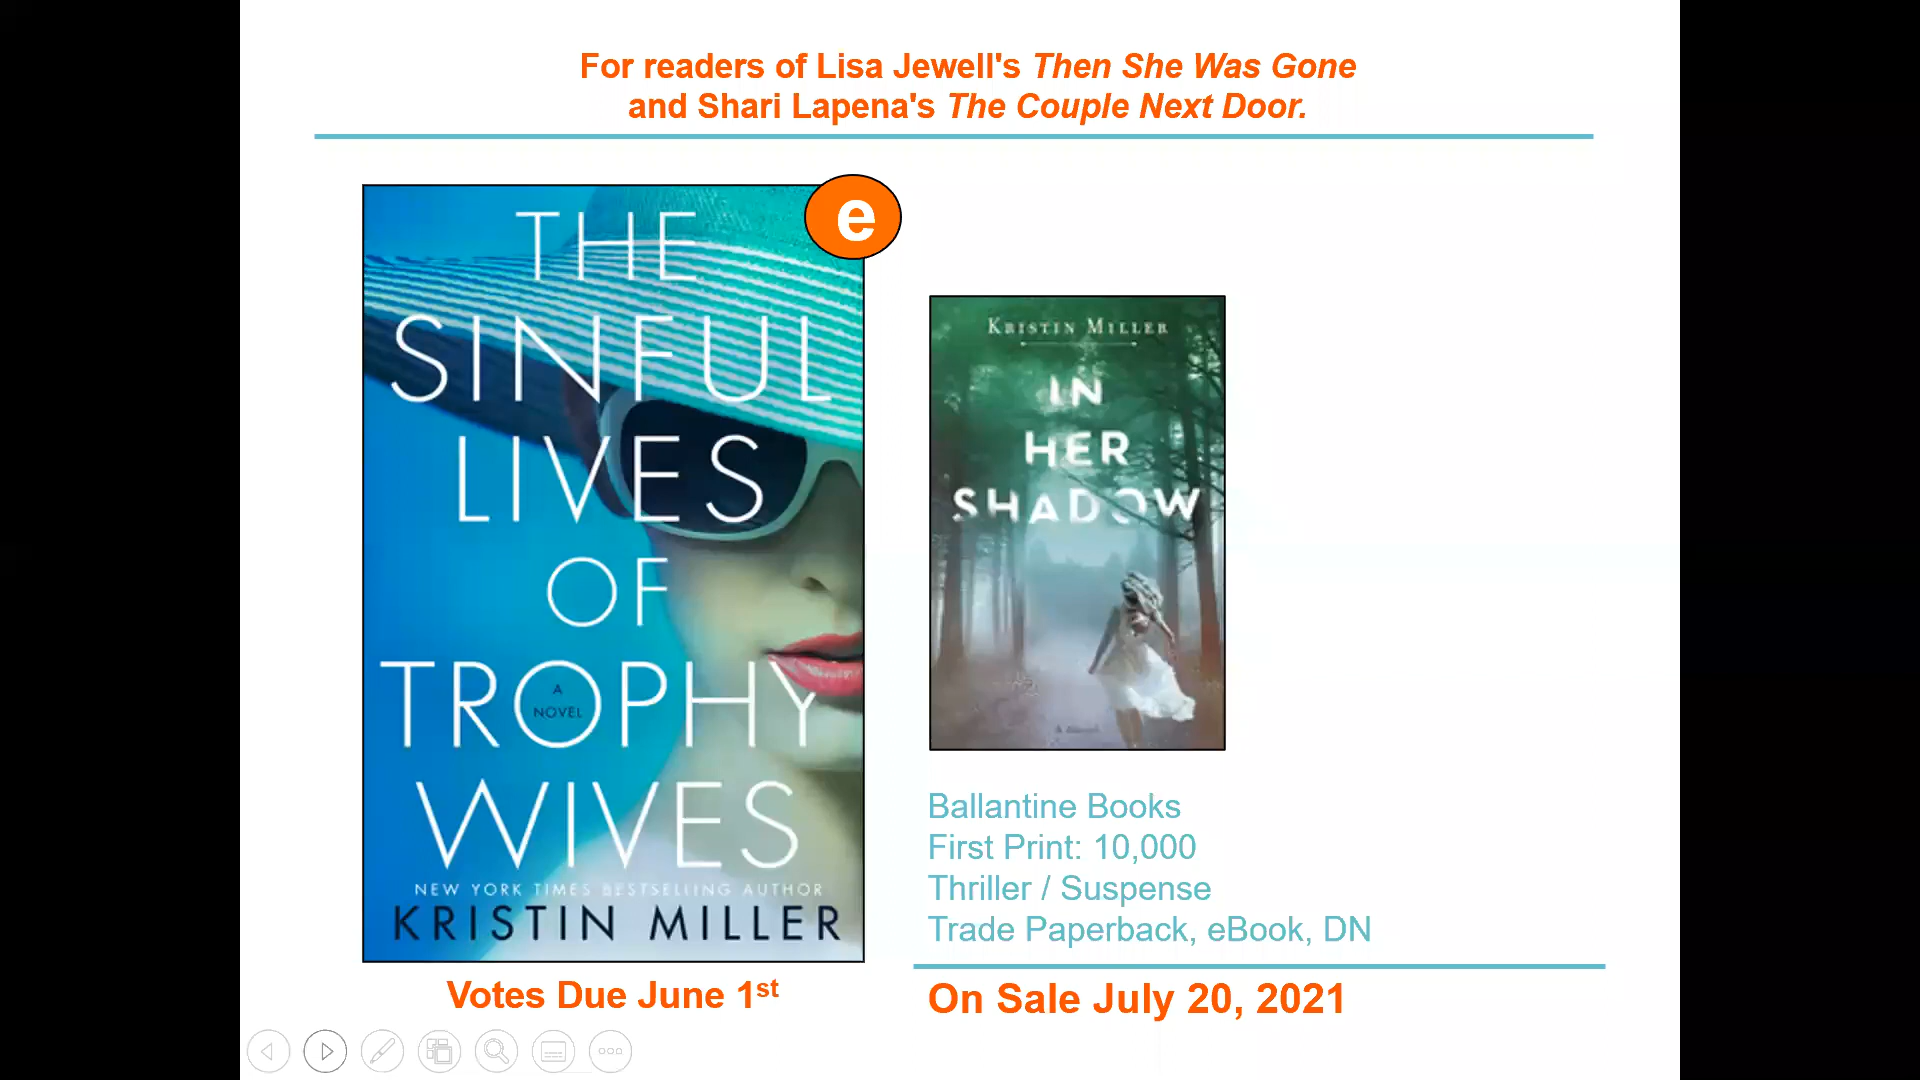 For readers of Lisa Jewell's Then She Was Gone
and Shari Lapena's The Couple Next Door.
e
THE
SINFUL
LIVES
OF
TROPHY
A
NOVEL
WIVES
NEW YORK TIMES BESTSELLING AUTHOR
KRISTIN MILLER
Votes Due June 1st
KRISTIN MILLER
IN
HER
SHADOW
Ballantine Books
First Print: 10,000
Thriller / Suspense
Trade Paperback, eBook, DN
On Sale July 20, 2021